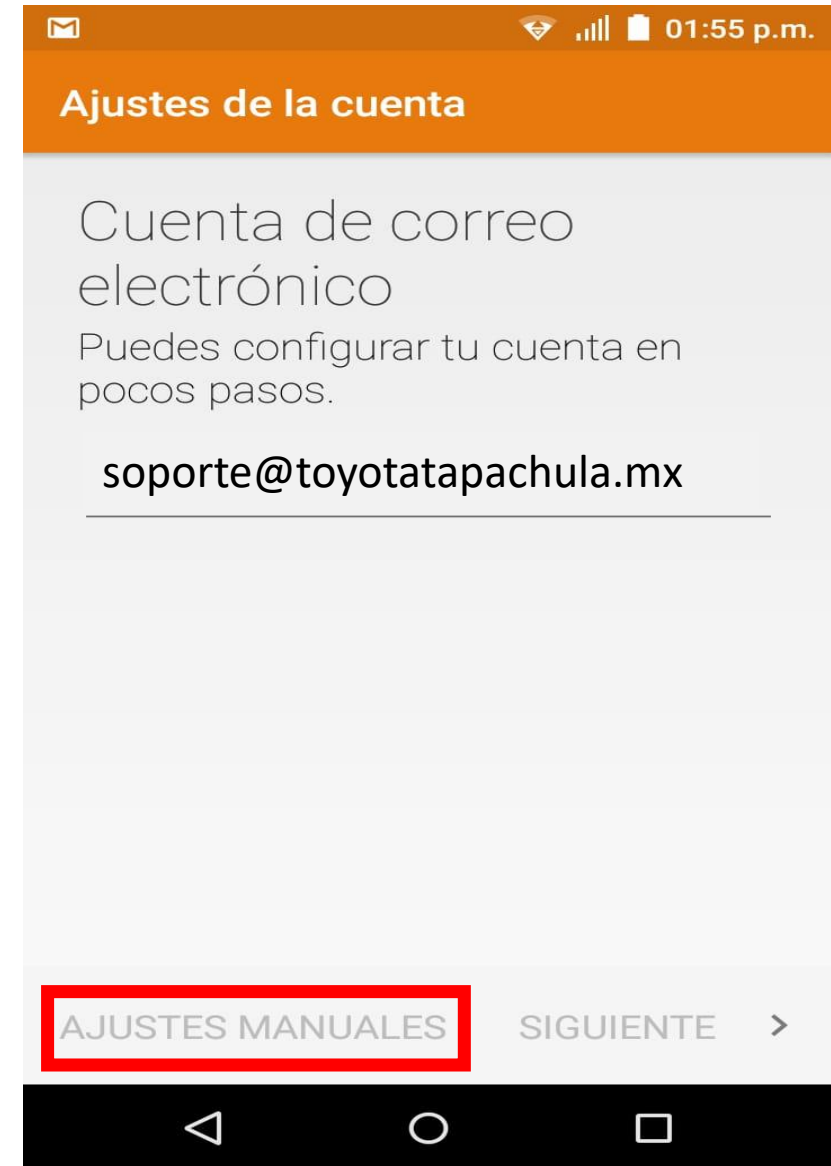 01:55 p.m.
Ajustes de la cuenta
Cuenta de correo
electrónico
Puedes configurar tu cuenta en
pocos pasos.
soporte@toyotatapachula.mx
AJUSTES MANUALES SIGUIENTE >